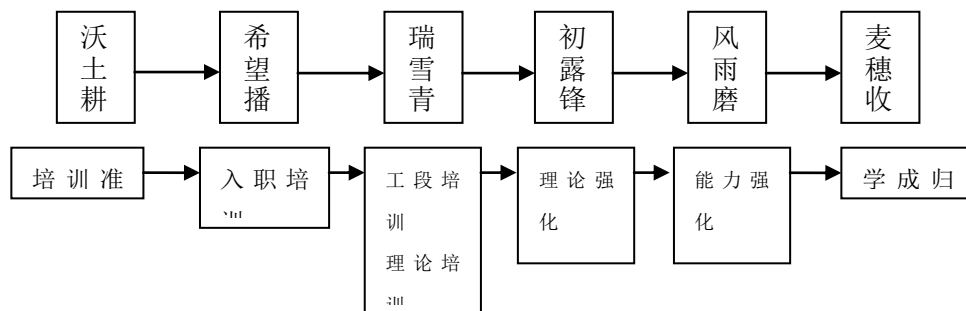 沃土耕
希望播
瑞雪青
初露锋
风雨磨
麦穗收
培训准
入职培
工段培
训
理论培
理论强
化
能力强
化
学成归